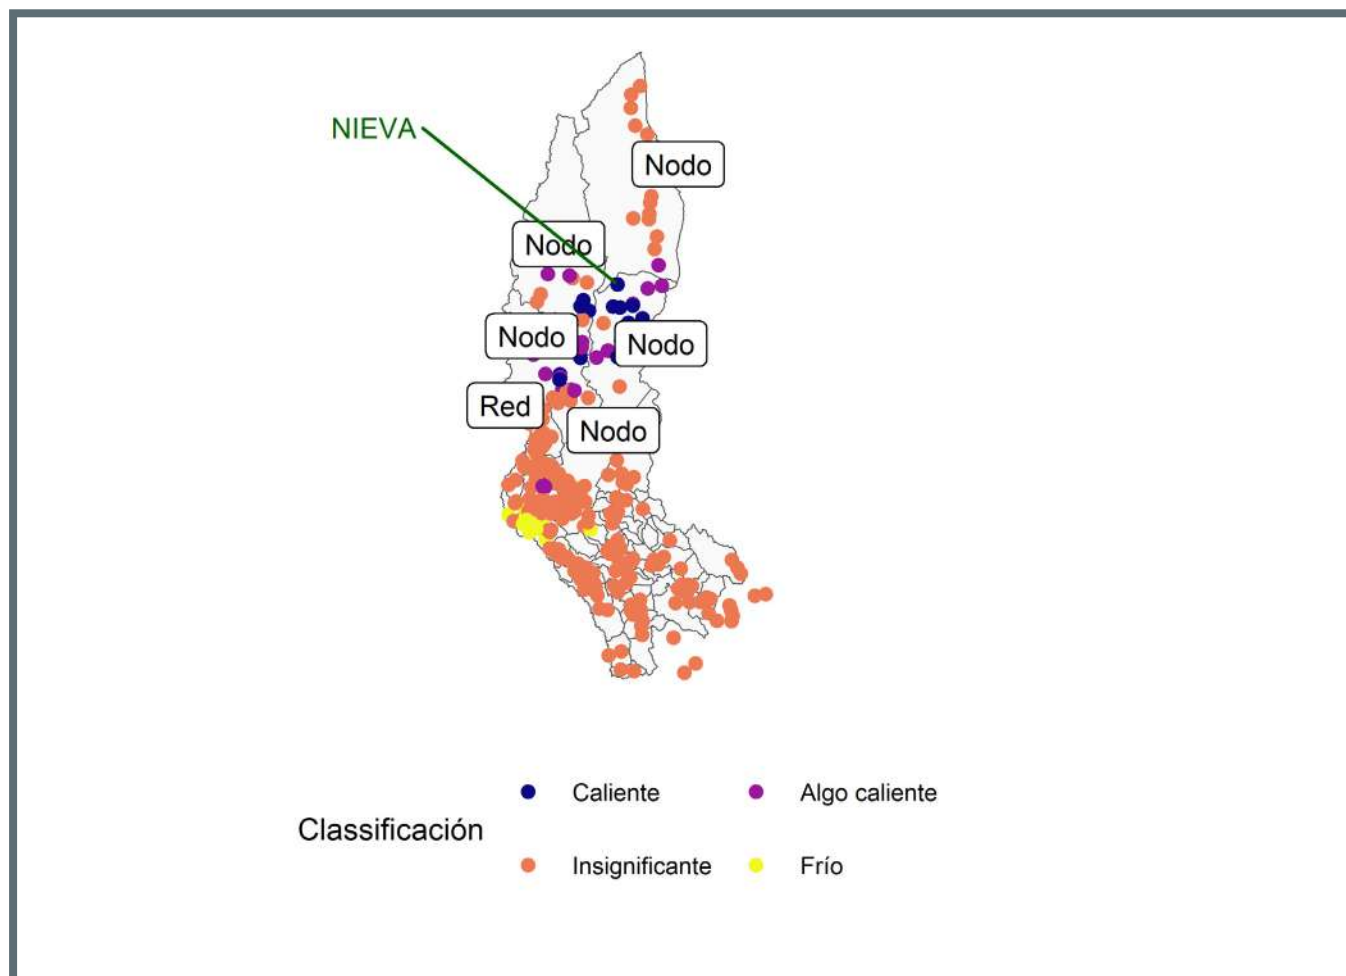 NIEVA
Nodo
Nodo
Nodo
Nodo
Red
Nodo
Caliente
Algo caliente
Classificación
Insignificante
Frío